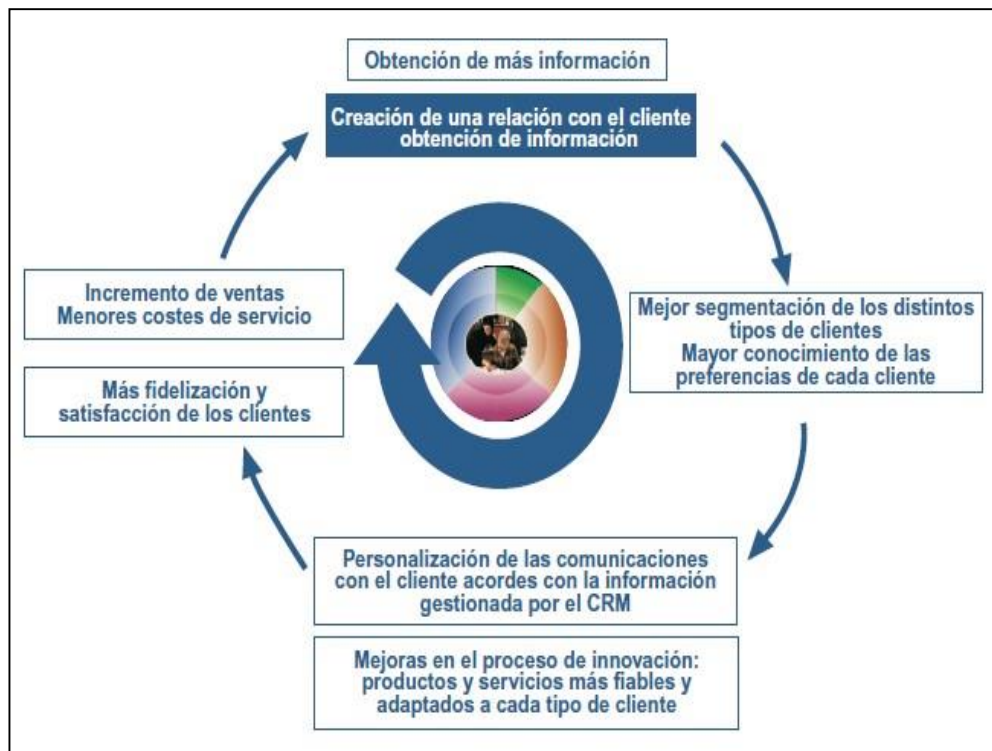 Obtención de más información
Creación de una relación con el cliente
obtención de información
Mejor segmentación de los distintos
tipos de clientes
Mayor conocimiento de las
preferencias de cada cliente
Personalización de las comunicaciones
con el cliente acordes con la información
gestionada por el CRM
Mejoras en el proceso de innovación:
productos y servicios más fiables y
adaptados a cada tipo de cliente
Más fidelización y
satisfacción de los clientes
Incremento de ventas
Menores costes de servicio